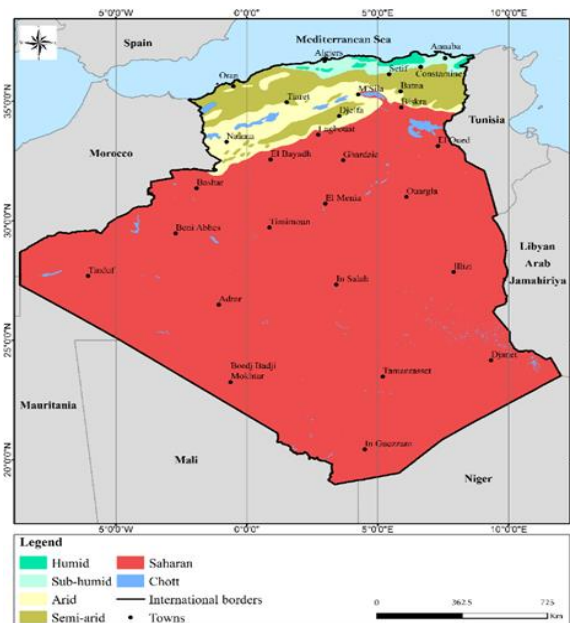 5°0'0"W 0°0'0"E 5°0'0"E 10°0'0"E
Spain
Mediterranean Sea
Algiers
Annaba
Setif
Constantine
Oran
Batna
Tiaret
M'Sila
Biskra
Djelfa
Tunisia
Laghouat
Naâma
El Oued
Morocco
El Bayadh
Ghardaia
Bashar
Ouargla
El Menia
Beni Abbes
Timimoun
Libyan
Arab
Jamahiriya
Illizi
Tinduf
In Salah
Adrar
Djanet
Bordj Badji
Mokhtar
Tamanrasset
Mauritania
In Guezzam
Mali
Niger
35°0'0"N
30°0'0"N
25°0'0"N
20°0'0"N
5°0'0"W 0°0'0"E 5°0'0"E 10°0'0"E
Legend
Humid
Sub-humid
Arid
Semi-arid
Saharan
Chott
International borders
Towns
0 362.5 725
Km